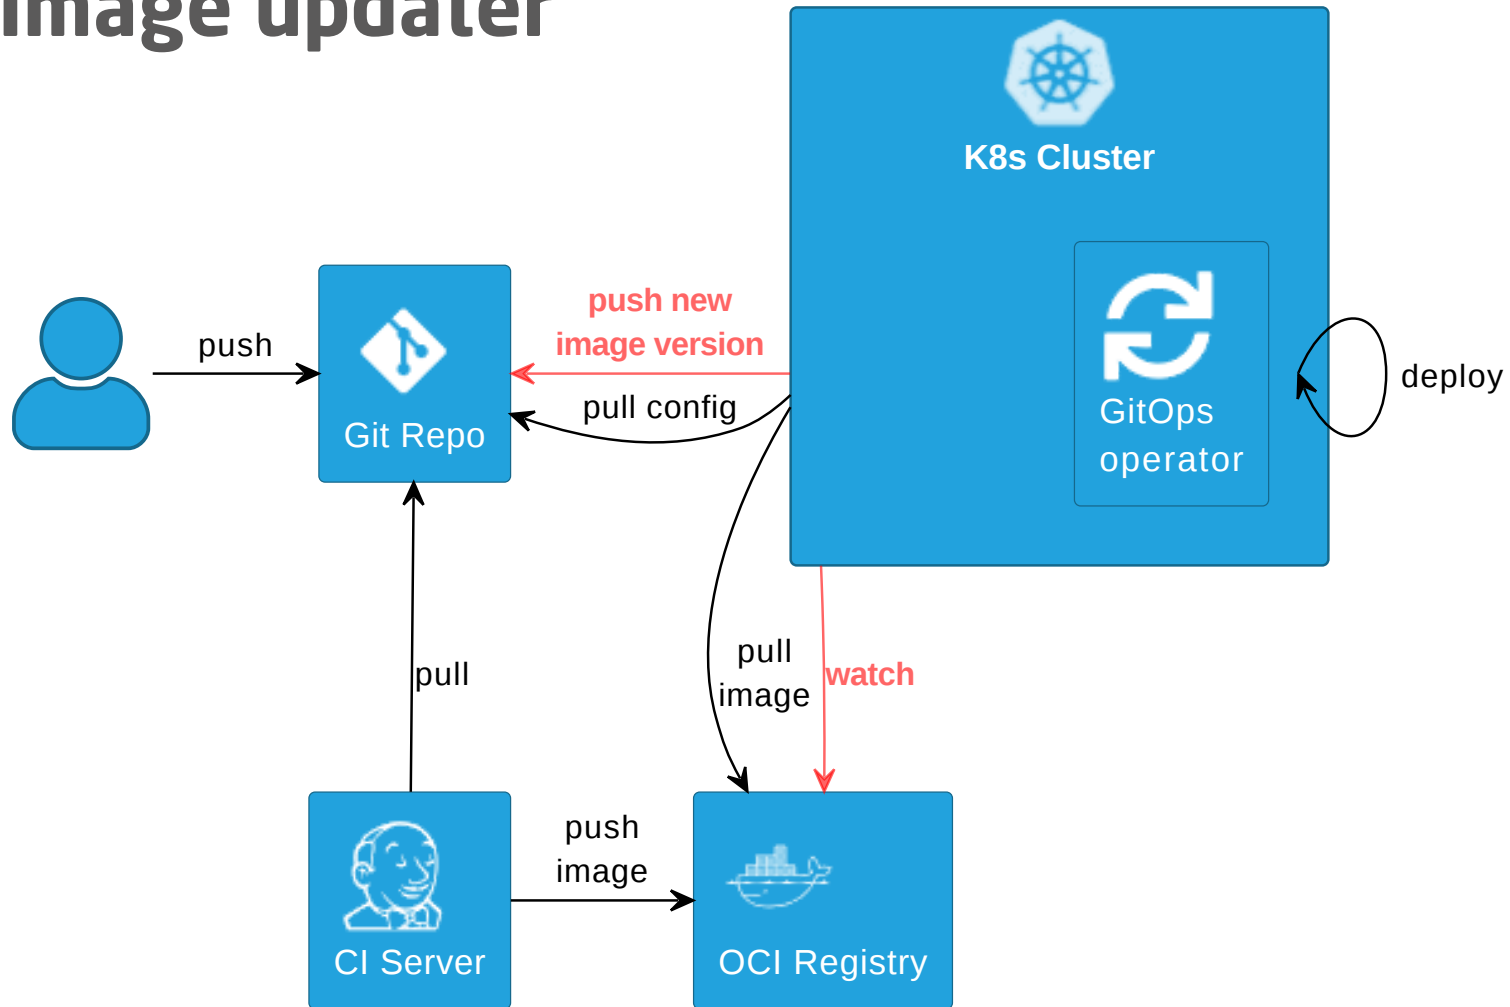 Image updater
K8s Cluster
push new
image version
push
pull config
deploy
GitOps
operator
Git Repo
pull
image
watch
pull
push
image
CI Server
OCI Registry